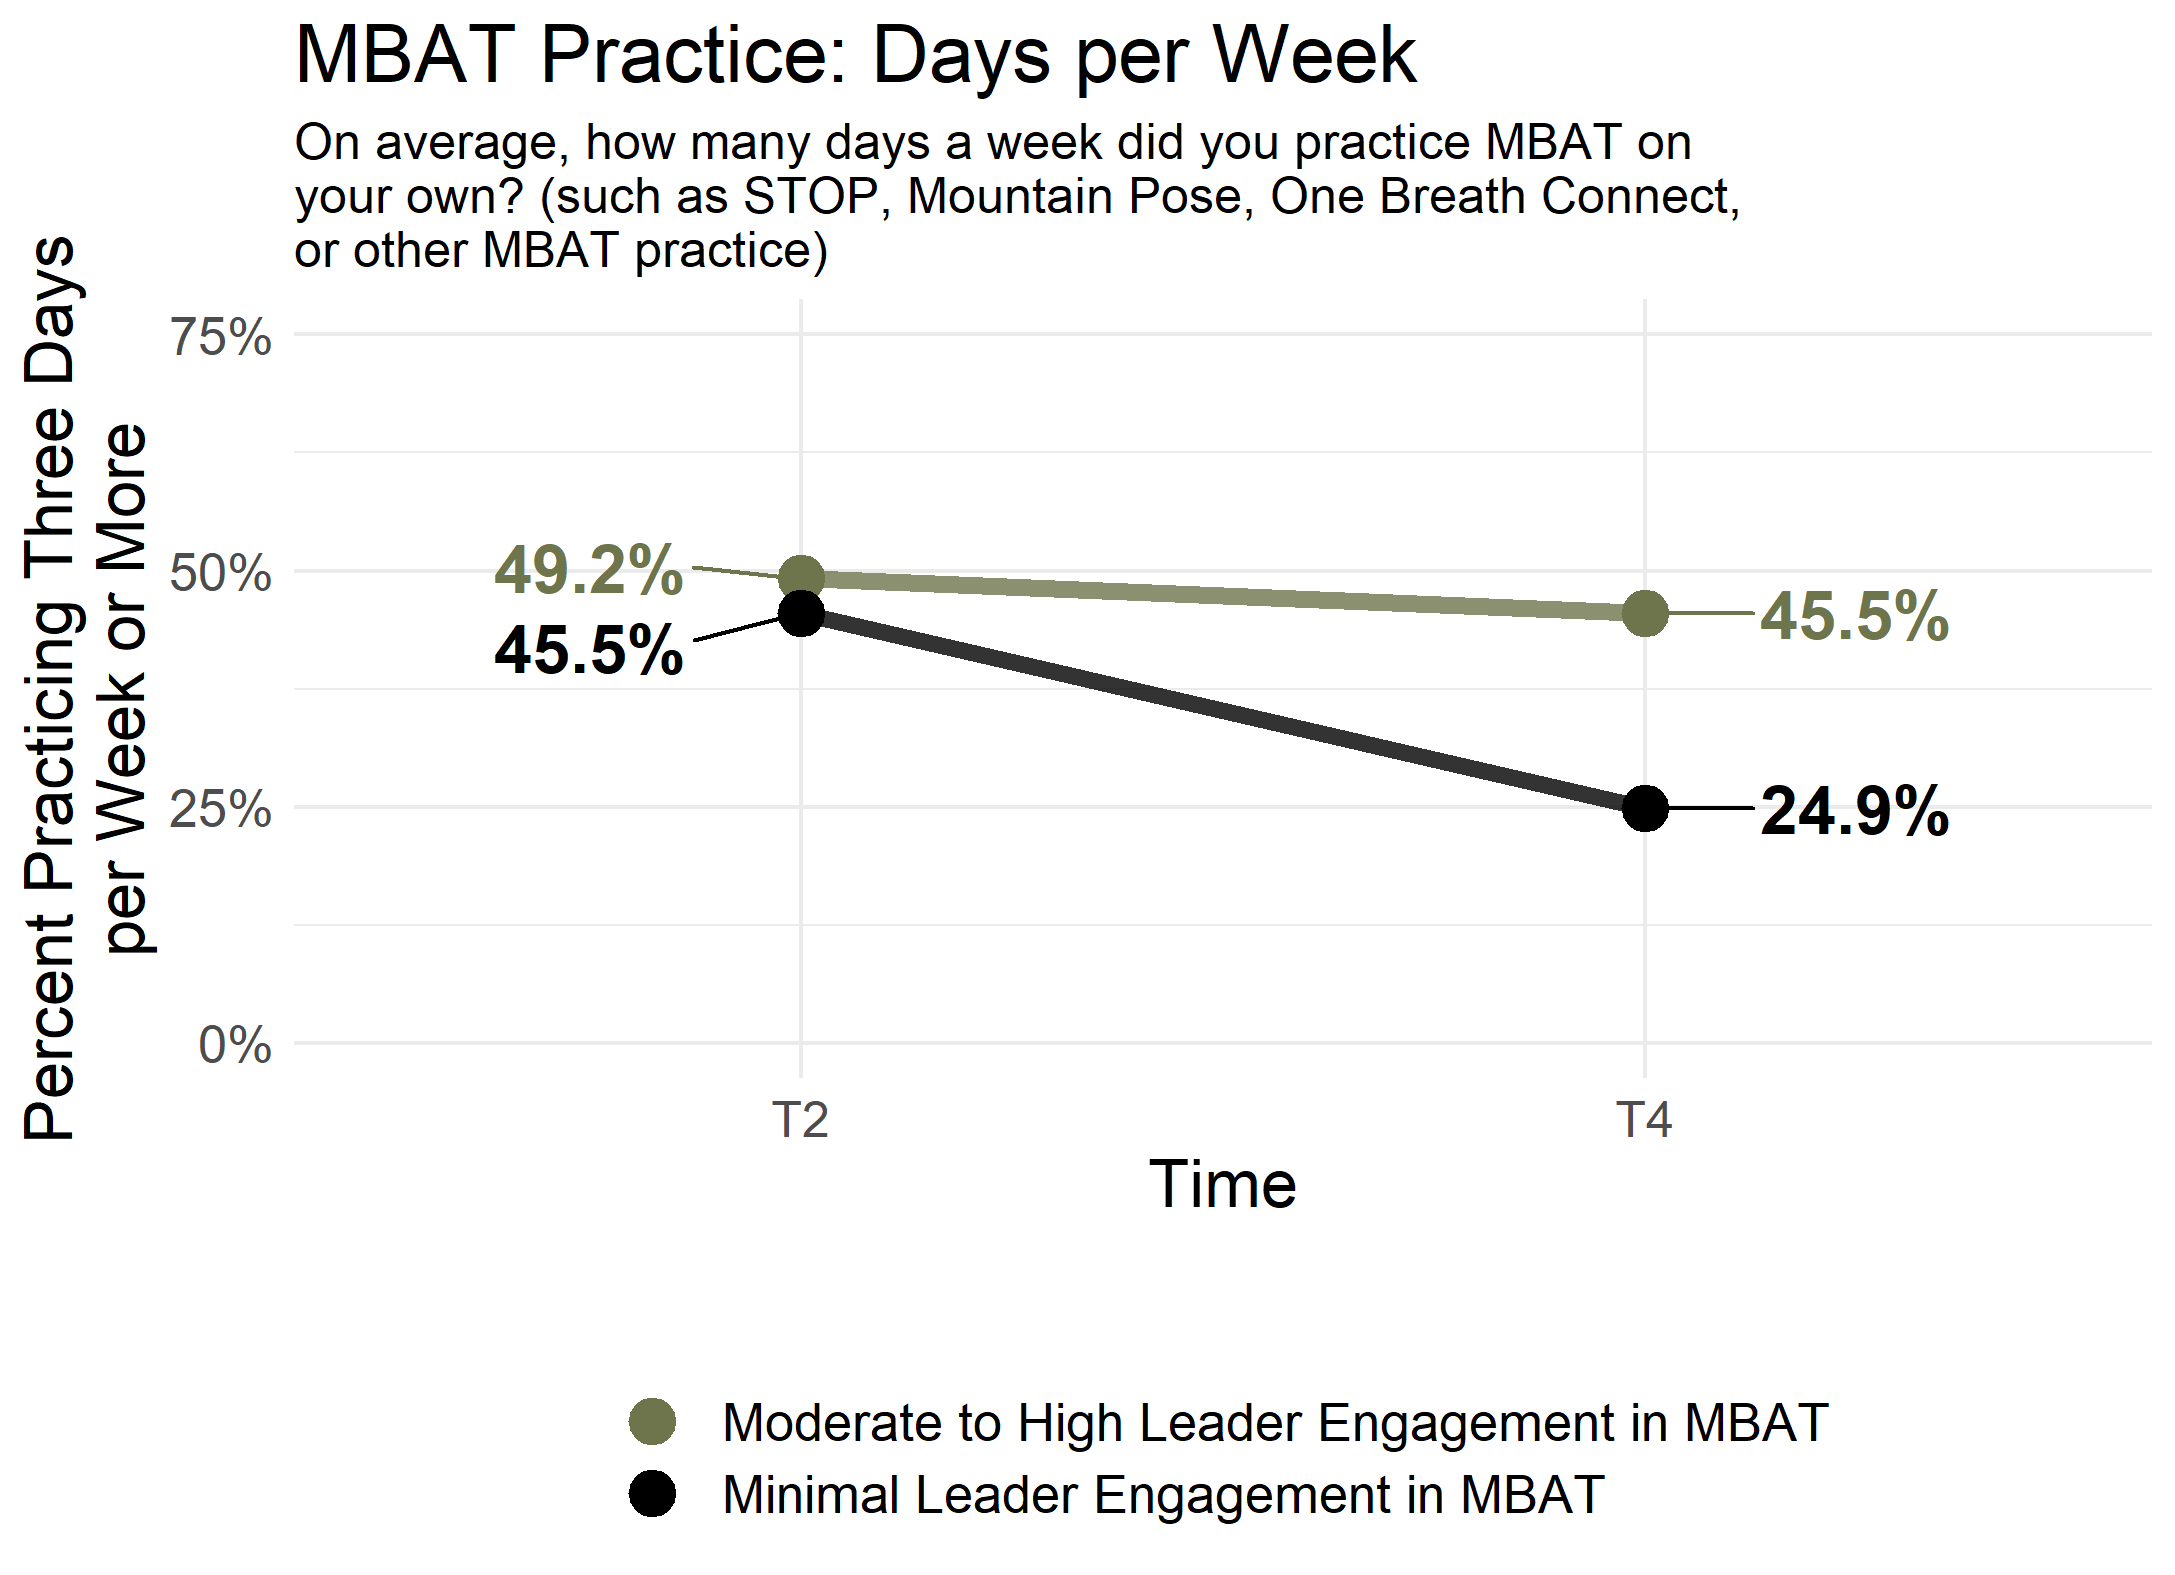 MBAT Practice: Days per Week
On average, how many days a week did you practice MBAT on
your own? (such as STOP, Mountain Pose, One Breath Connect,
or other MBAT practice)
Percent Practicing Three Days
per Week or More
75%
50%
25%
0%
49.2%
45.5%
45.5%
24.9%
T2
T4
Time
Moderate to High Leader Engagement in MBAT
Minimal Leader Engagement in MBAT